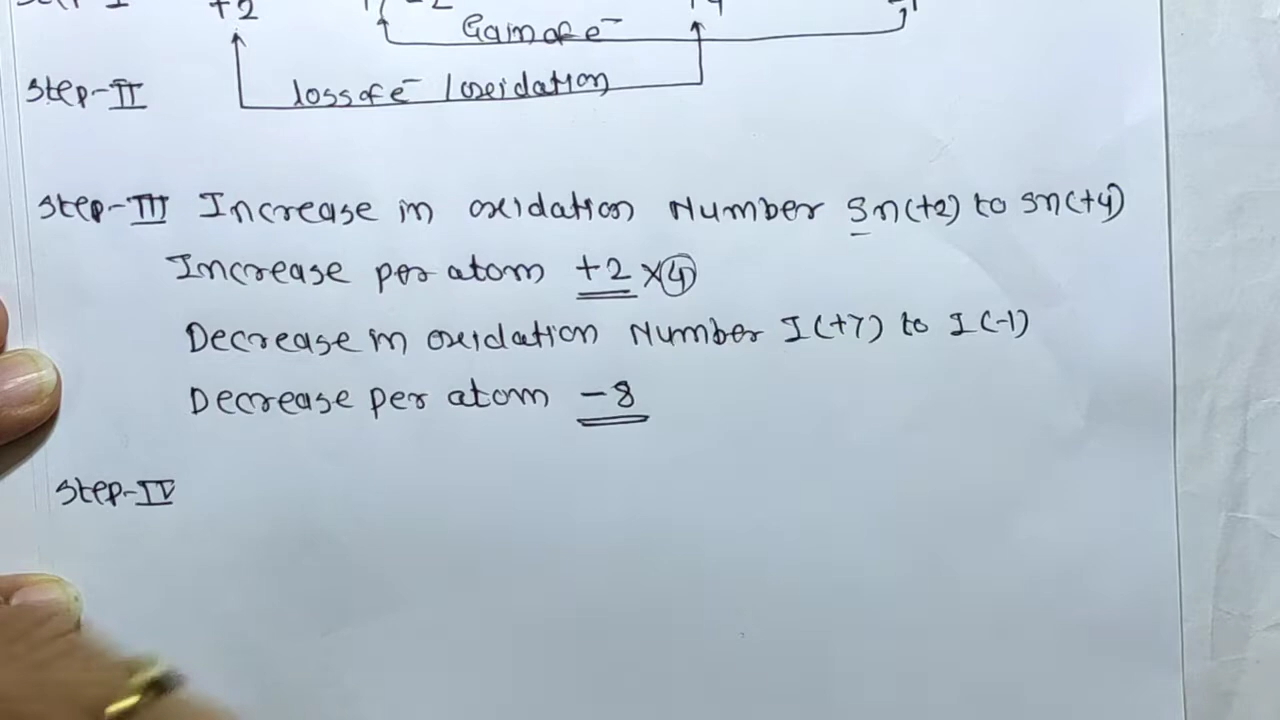 +2
Gain of e⁻
Step-II loss of e⁻ / oxidation
Step-III Increase in oxidation Number Sn(+2) to Sn(+4)
Increase per atom +2 ×4
Decrease in oxidation Number I(+7) to I(-1)
Decrease per atom -8
Step-IV